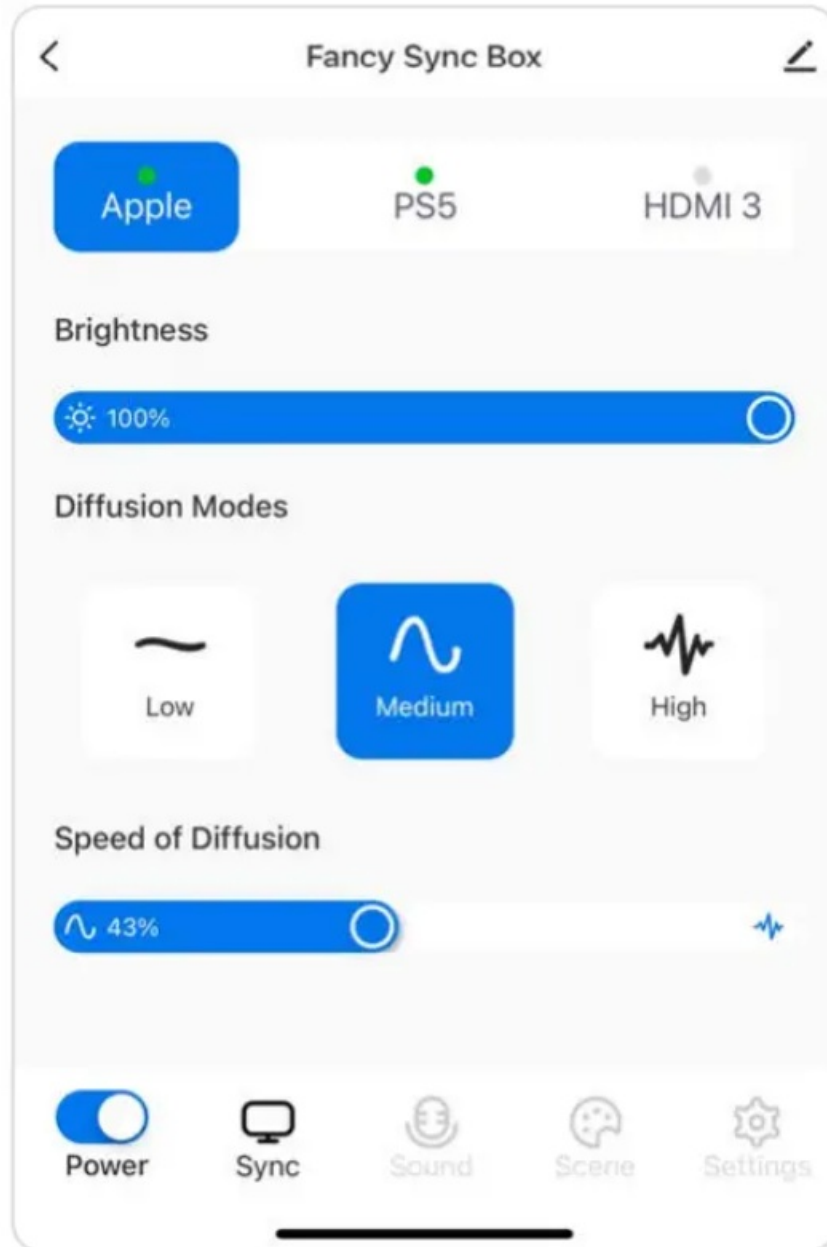 Fancy Sync Box
Apple PS5 HDMI 3
Brightness
100%
Diffusion Modes
Low Medium High
Speed of Diffusion
43%
Power Sync Sound Scene Settings